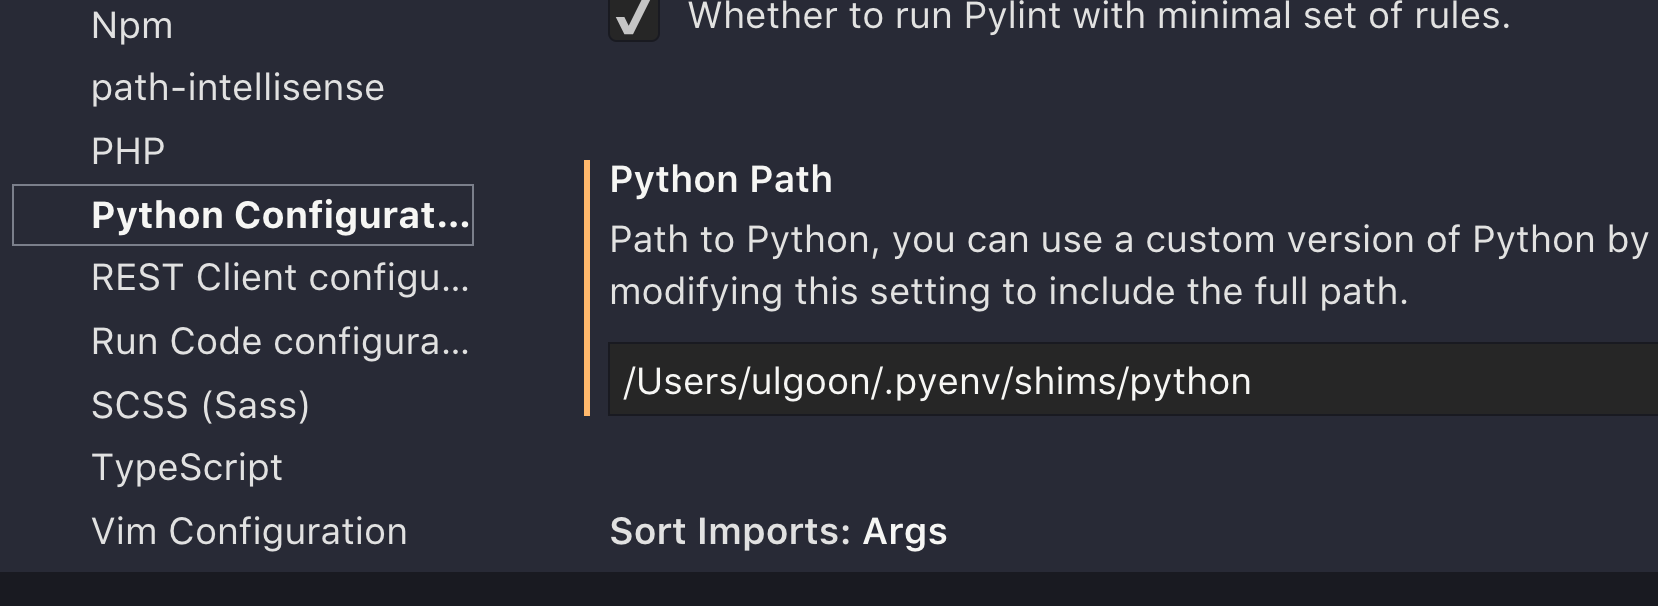 Npm
path-intellisense
PHP
Python Configurat...
REST Client configu...
Run Code configura...
SCSS (Sass)
TypeScript
Vim Configuration
Whether to run Pylint with minimal set of rules.
Python Path
Path to Python, you can use a custom version of Python by
modifying this setting to include the full path.
/Users/ulgoon/.pyenv/shims/python
Sort Imports: Args